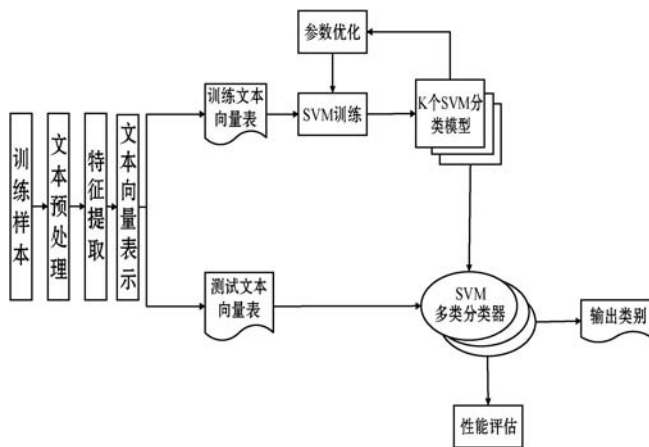 参数优化
训练文本
向量表
SVM训练
K个SVM分
类模型
训练样本
文本预处理
特征提取
文本向量表示
测试文本
向量表
SVM
多类分类器
输出类别
性能评估